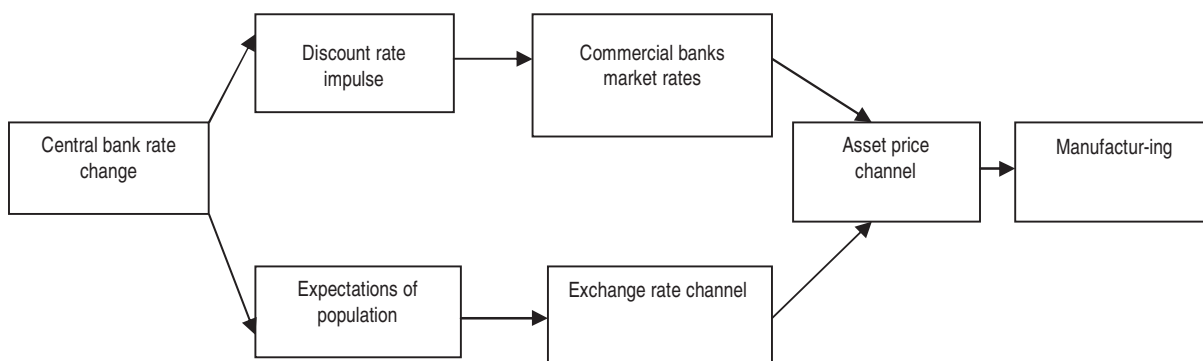 Discount rate
impulse
Commercial banks
market rates
Central bank rate
change
Asset price
channel
Manufactur-ing
Expectations of
population
Exchange rate channel